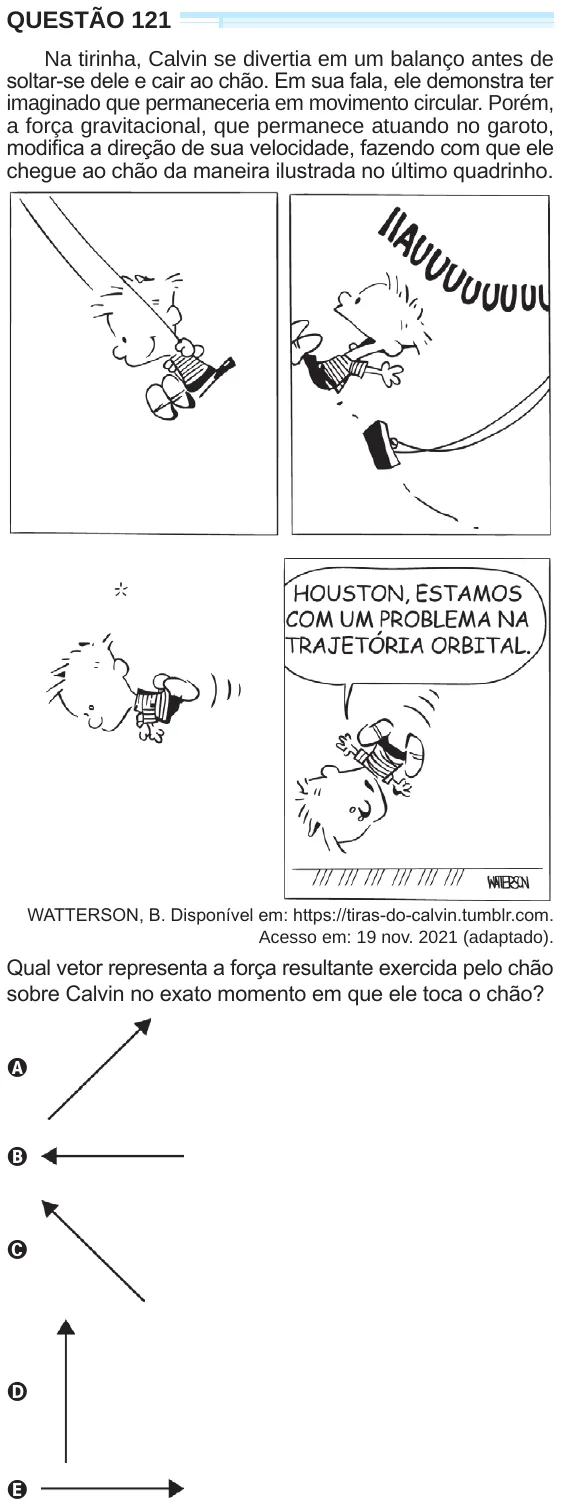 QUESTÃO 121
Na tirinha, Calvin se divertia em um balanço antes de
soltar-se dele e cair ao chão. Em sua fala, ele demonstra ter
imaginado que permaneceria em movimento circular. Porém,
a força gravitacional, que permanece atuando no garoto,
modifica a direção de sua velocidade, fazendo com que ele
chegue ao chão da maneira ilustrada no último quadrinho.
IIAUUUUUUUUU
HOUSTON, ESTAMOS
COM UM PROBLEMA NA
TRAJETÓRIA ORBITAL.
WATTERSON
WATTERSON, B. Disponível em: https://tiras-do-calvin.tumblr.com.
Acesso em: 19 nov. 2021 (adaptado).
Qual vetor representa a força resultante exercida pelo chão
sobre Calvin no exato momento em que ele toca o chão?
A
B
C
D
E